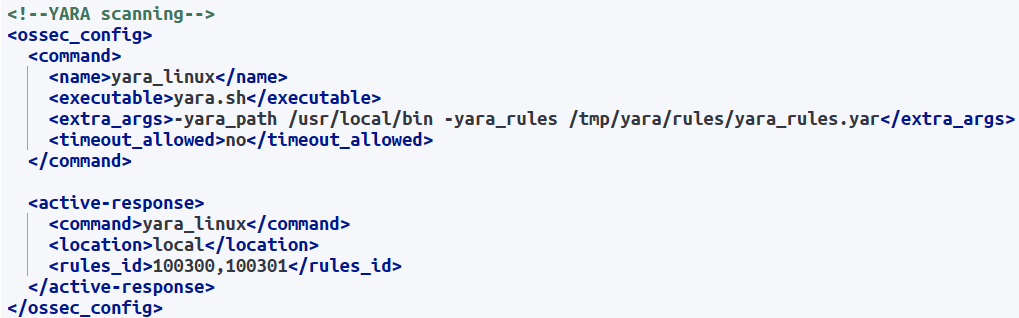 <!--YARA scanning-->
<ossec_config>
  <command>
    <name>yara_linux</name>
    <executable>yara.sh</executable>
    <extra_args>-yara_path /usr/local/bin -yara_rules /tmp/yara/rules/yara_rules.yar</extra_args>
    <timeout_allowed>no</timeout_allowed>
  </command>

  <active-response>
    <command>yara_linux</command>
    <location>local</location>
    <rules_id>100300,100301</rules_id>
  </active-response>
</ossec_config>